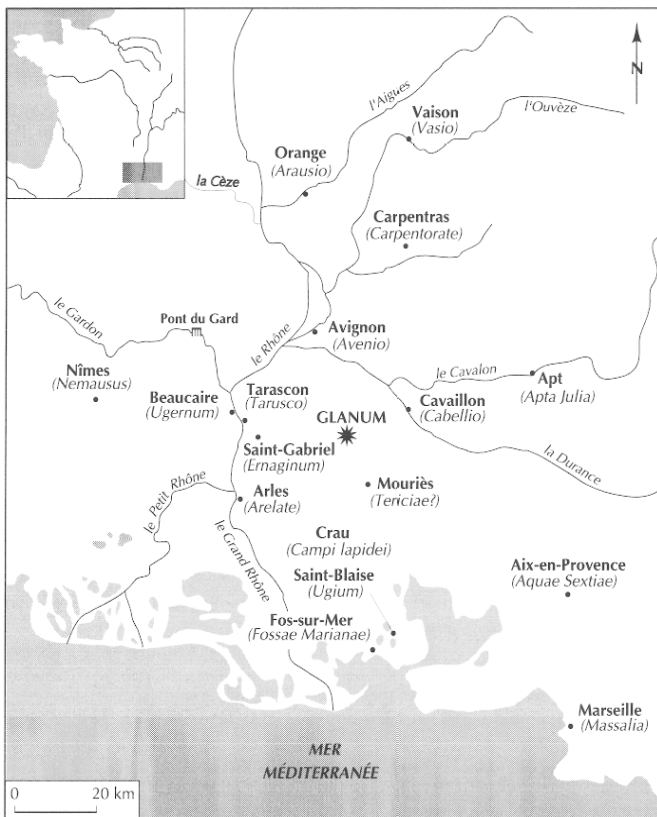 N
l'Aigues
Vaison
(Vasio)
l'Ouvèze
Orange
(Arausio)
la Cèze
Carpentras
(Carpentorate)
le Gardon
Pont du Gard
le Rhône
Avignon
(Avenio)
Nîmes
(Nemausus)
Beaucaire
(Ugernum)
Tarascon
(Tarusco)
GLANUM
le Cavalon
Apt
(Apta Julia)
Cavaillon
(Cabellio)
la Durance
Saint-Gabriel
(Ernaginum)
Mouriès
(Tericiae?)
le Petit Rhône
Arles
(Arelate)
le Grand Rhône
Crau
(Campi lapidei)
Saint-Blaise
(Ugium)
Aix-en-Provence
(Aquae Sextiae)
Fos-sur-Mer
(Fossae Marianae)
Marseille
(Massalia)
MER
MÉDITERRANÉE
0 20 km